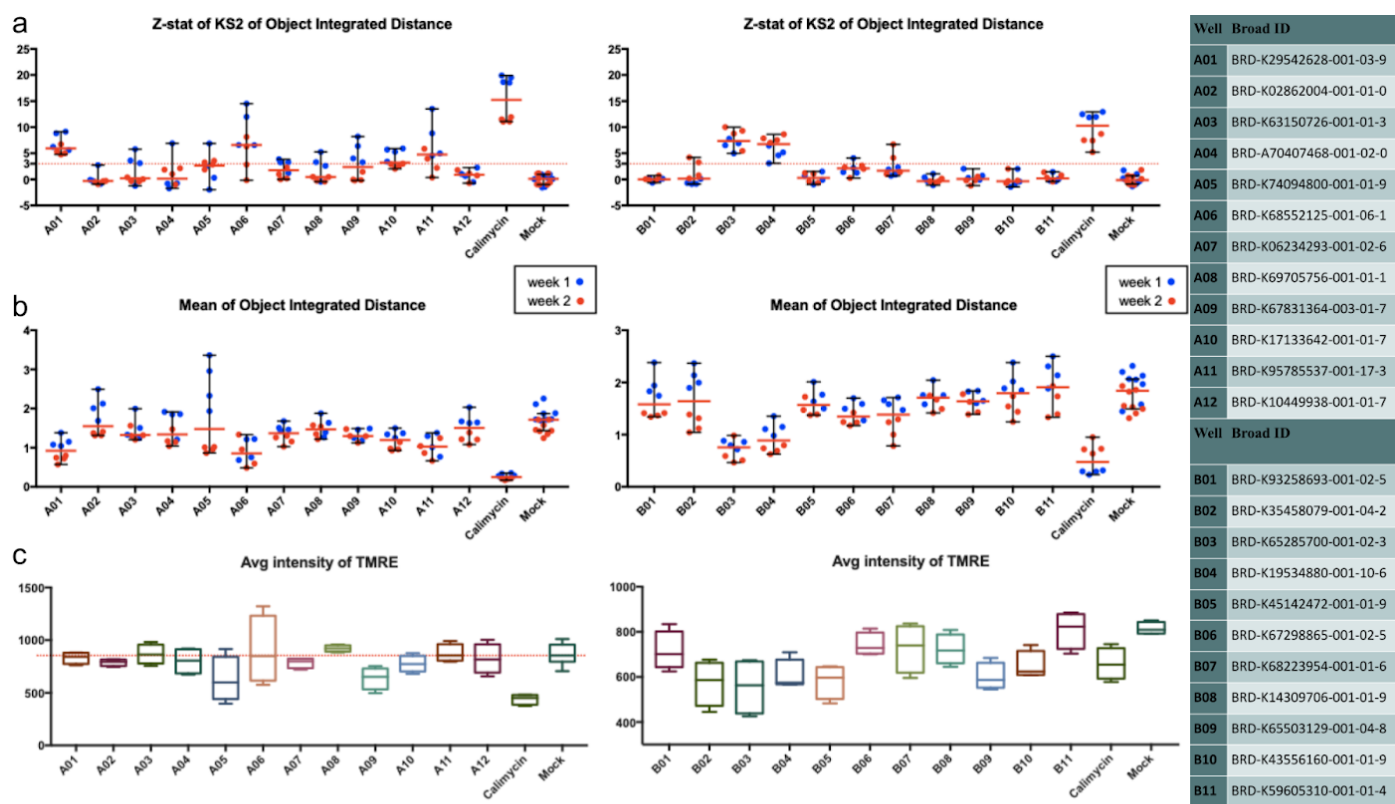 a
Z-stat of KS2 of Object Integrated Distance
25
20
15
10
5
3
0
-5
A01
A02
A03
A04
A05
A06
A07
A08
A09
A10
A11
A12
Calimycin
Mock
Z-stat of KS2 of Object Integrated Distance
25
20
15
10
5
3
0
-5
B01
B02
B03
B04
B05
B06
B07
B08
B09
B10
B11
Calimycin
Mock
week 1
week 2
week 1
week 2
b
Mean of Object Integrated Distance
4
3
2
1
0
A01
A02
A03
A04
A05
A06
A07
A08
A09
A10
A11
A12
Calimycin
Mock
Mean of Object Integrated Distance
3
2
1
0
B01
B02
B03
B04
B05
B06
B07
B08
B09
B10
B11
Calimycin
Mock
c
Avg intensity of TMRE
1500
1000
500
0
A01
A02
A03
A04
A05
A06
A07
A08
A09
A10
A11
A12
Calimycin
Mock
Avg intensity of TMRE
1000
800
600
400
B01
B02
B03
B04
B05
B06
B07
B08
B09
B10
B11
Calimycin
Mock
Well Broad ID
A01 BRD-K29542628-001-03-9
A02 BRD-K02862004-001-01-0
A03 BRD-K63150726-001-01-3
A04 BRD-A70407468-001-02-0
A05 BRD-K74094800-001-01-9
A06 BRD-K68552125-001-06-1
A07 BRD-K06234293-001-02-6
A08 BRD-K69705756-001-01-1
A09 BRD-K67831364-003-01-7
A10 BRD-K17133642-001-01-7
A11 BRD-K95785537-001-17-3
A12 BRD-K10449938-001-01-7
Well Broad ID
B01 BRD-K93258693-001-02-5
B02 BRD-K35458079-001-04-2
B03 BRD-K65285700-001-02-3
B04 BRD-K19534880-001-10-6
B05 BRD-K45142472-001-01-9
B06 BRD-K67298865-001-02-5
B07 BRD-K68223954-001-01-6
B08 BRD-K14309706-001-01-9
B09 BRD-K65503129-001-04-8
B10 BRD-K43556160-001-01-9
B11 BRD-K59605310-001-01-4